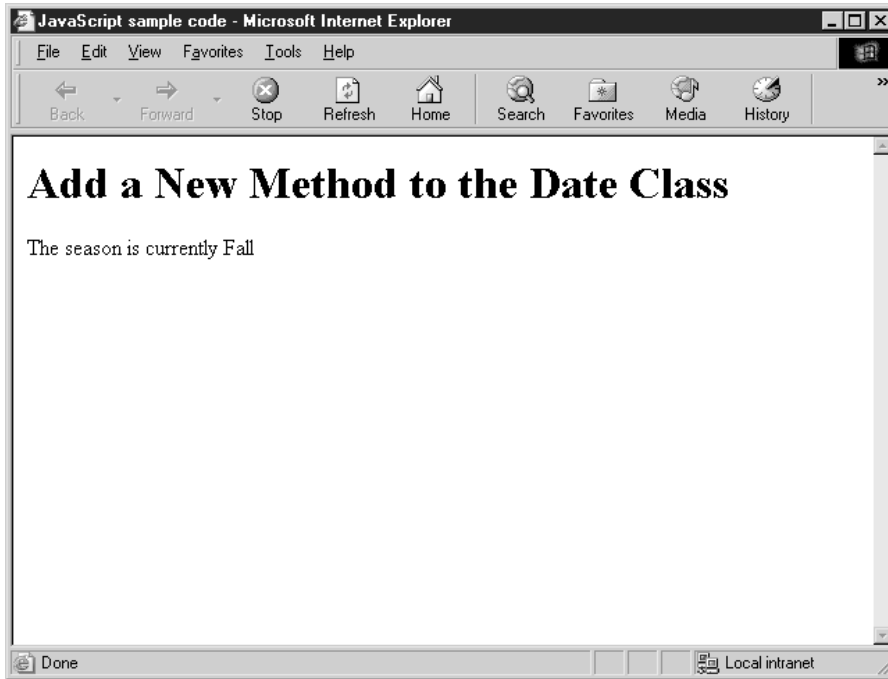 JavaScript sample code - Microsoft Internet Explorer
File Edit View Favorites Tools Help
Back Forward Stop Refresh Home Search Favorites Media History »
Add a New Method to the Date Class
The season is currently Fall
Done Local intranet